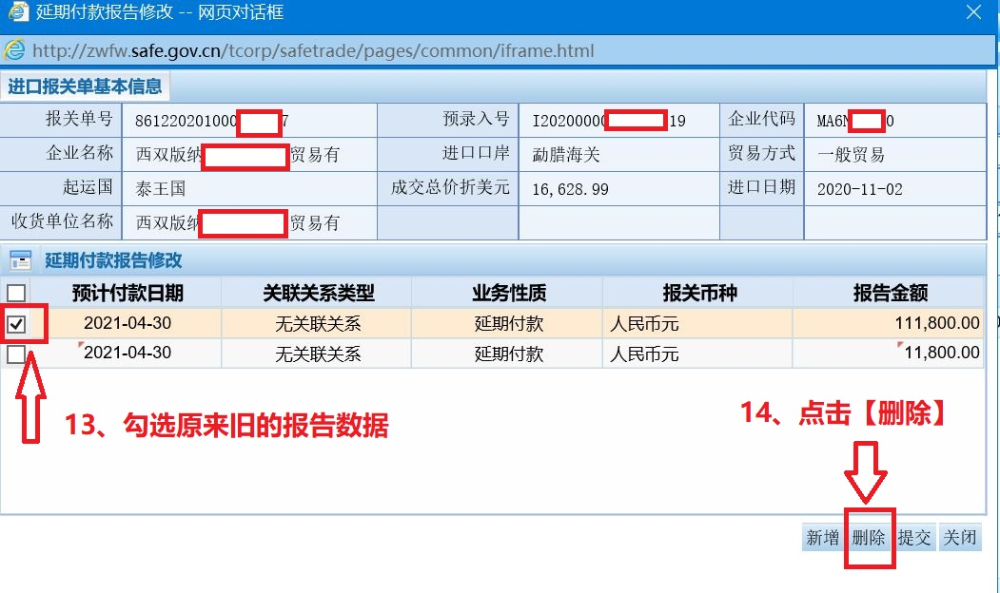 延期付款报告修改 -- 网页对话框
http://zwfw.safe.gov.cn/tcorp/safetrade/pages/common/iframe.html
进口报关单基本信息
报关单号 861220201000 7 预录入号 I20200000 19 企业代码 MA6N 0
企业名称 西双版纳 贸易有 进口口岸 勐腊海关 贸易方式 一般贸易
起运国 泰王国 成交总价折美元 16,628.99 进口日期 2020-11-02
收货单位名称 西双版纳 贸易有
延期付款报告修改
预计付款日期 关联关系类型 业务性质 报关币种 报告金额
2021-04-30 无关联关系 延期付款 人民币元 111,800.00
2021-04-30 无关联关系 延期付款 人民币元 11,800.00
13、勾选原来旧的报告数据
14、点击【删除】
新增 删除 提交 关闭